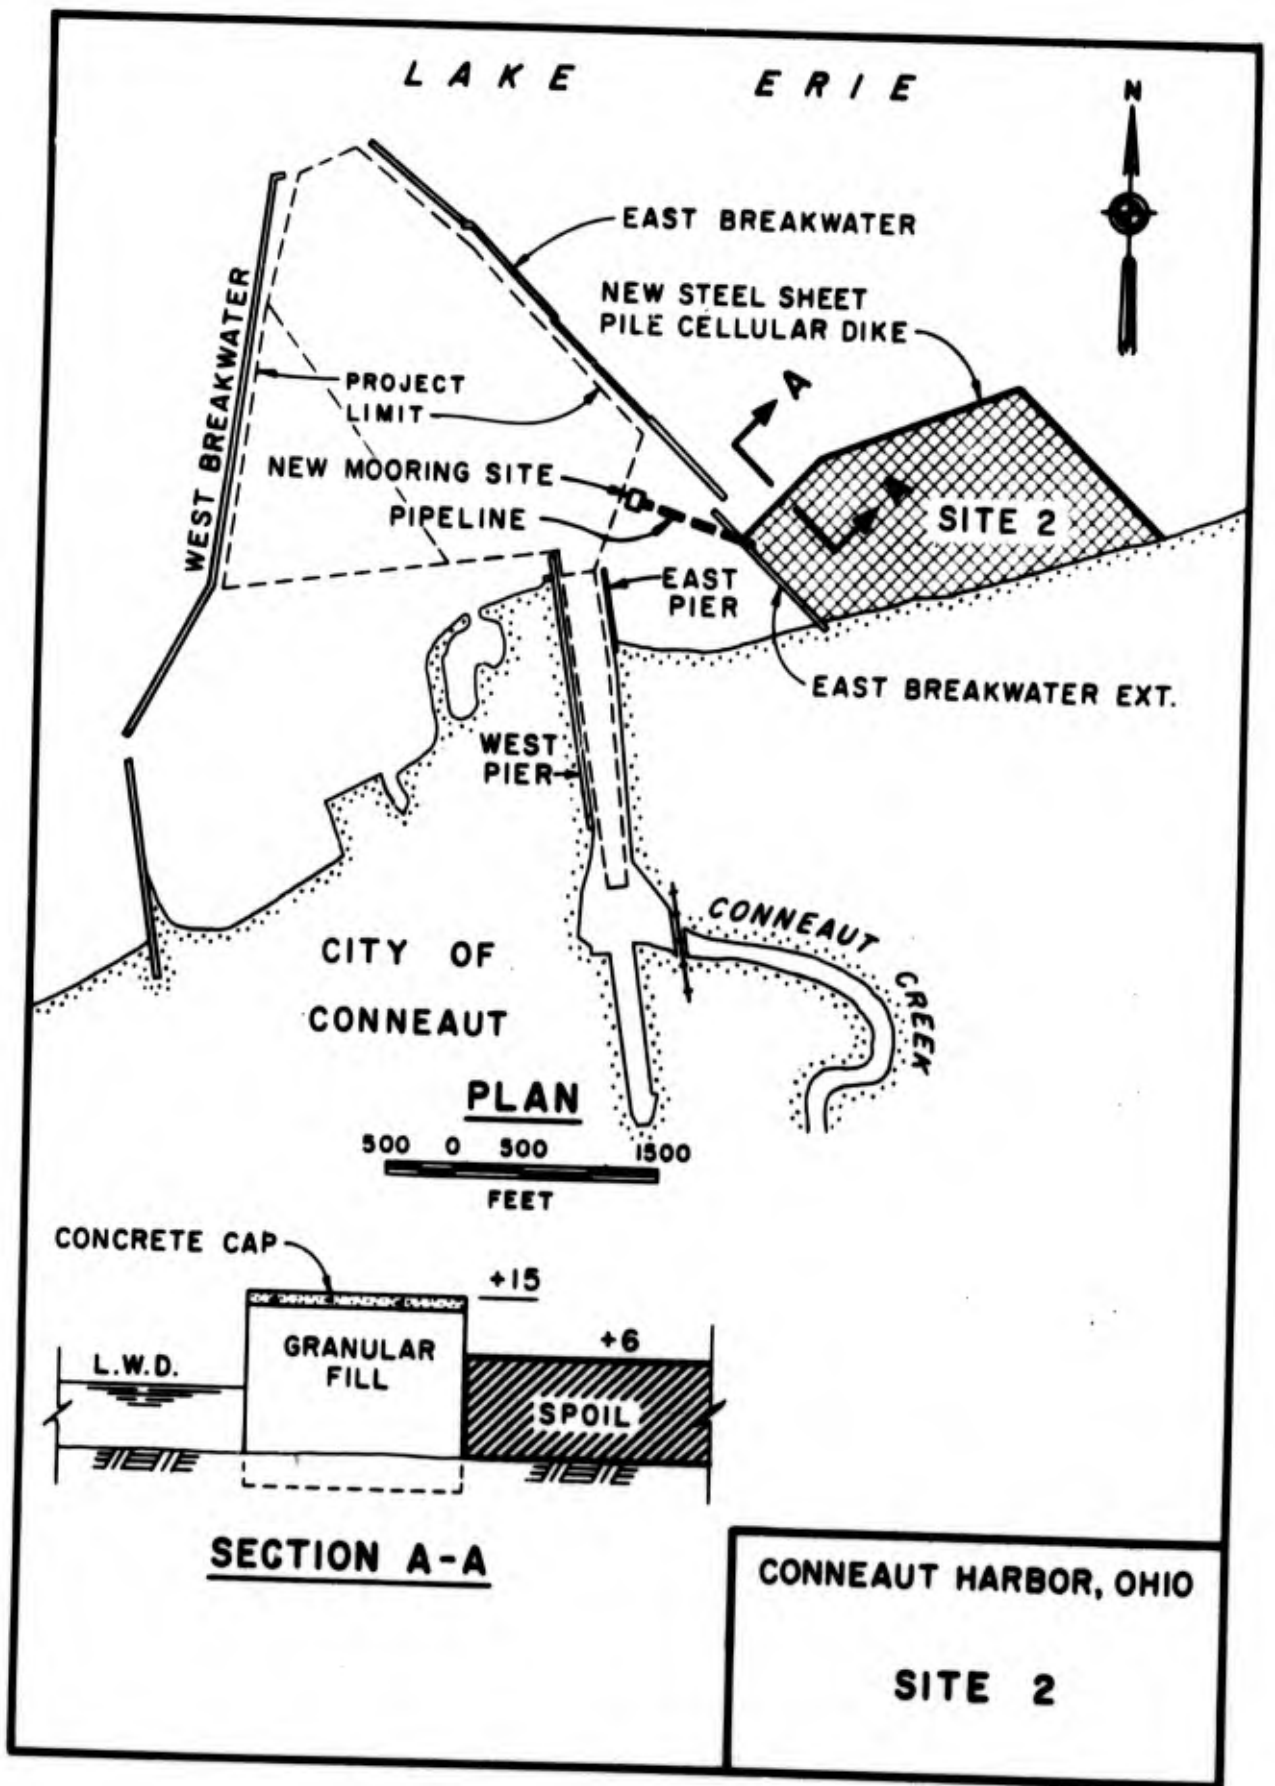 LAKE ERIE
N
EAST BREAKWATER
NEW STEEL SHEET
PILE CELLULAR DIKE
WEST BREAKWATER
PROJECT
LIMIT
A
NEW MOORING SITE
A
PIPELINE
SITE 2
EAST
PIER
EAST BREAKWATER EXT.
WEST
PIER
CONNEAUT CREEK
CITY OF
CONNEAUT
PLAN
500 0 500 1500
FEET
CONCRETE CAP
+15
GRANULAR
FILL
+6
L.W.D.
SPOIL
SECTION A-A
CONNEAUT HARBOR, OHIO
SITE 2